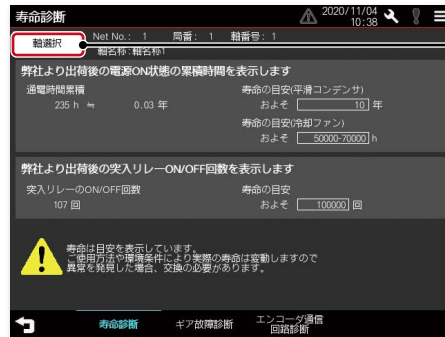 寿命診断
2020/11/04
10:38
軸選択
Net No.: 1 局番: 1 軸番号: 1
軸名称:軸名称1
弊社より出荷後の電源ON状態の累積時間を表示します
通電時間累積 寿命の目安(平滑コンデンサ)
235 h ≒ 0.03 年 およそ 10 年
寿命の目安(冷却ファン)
およそ 50000-70000 h
弊社より出荷後の突入リレーON/OFF回数を表示します
突入リレーのON/OFF回数 寿命の目安
107 回 およそ 100000 回
寿命は目安を表示しています。
ご使用方法や環境条件により実際の寿命は変動しますので
異常を発見した場合、交換の必要があります。
寿命診断 ギア故障診断 エンコーダ通信
回路診断